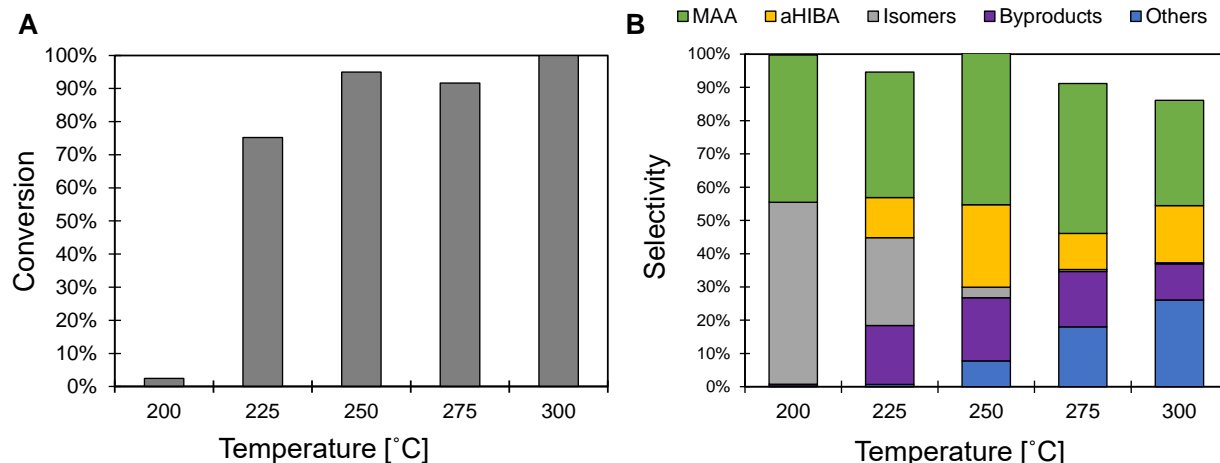 A
100%
90%
80%
70%
60%
50%
40%
30%
20%
10%
0%
Conversion
200 225 250 275 300
Temperature [˚C]
MAA aHIBA Isomers Byproducts Others
B
100%
90%
80%
70%
60%
50%
40%
30%
20%
10%
0%
Selectivity
200 225 250 275 300
Temperature [˚C]